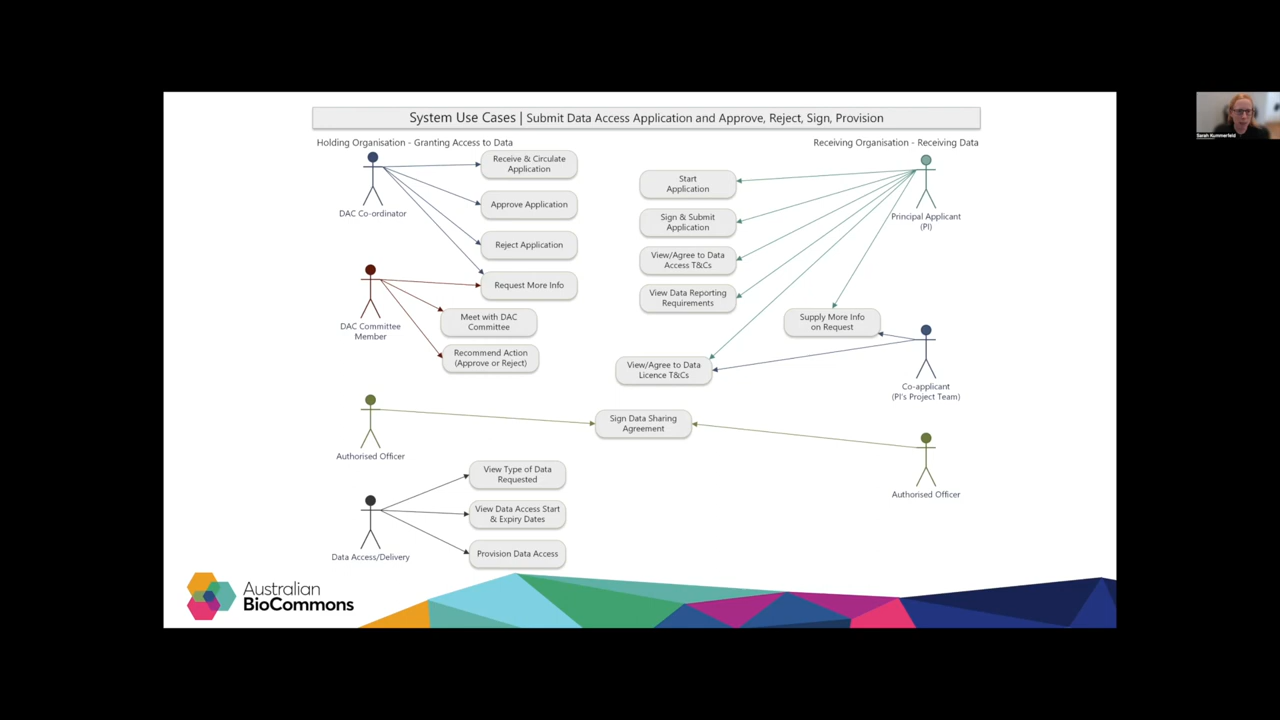 System Use Cases | Submit Data Access Application and Approve, Reject, Sign, Provision
Holding Organisation - Granting Access to Data
Receiving Organisation - Receiving Data
DAC Co-ordinator
Receive & Circulate
Application
Approve Application
Reject Application
Request More Info
DAC Committee
Member
Meet with DAC
Committee
Recommend Action
(Approve or Reject)
Start
Application
Sign & Submit
Application
View/Agree to Data
Access T&Cs
View Data Reporting
Requirements
View/Agree to Data
Licence T&Cs
Principal Applicant
(PI)
Supply More Info
on Request
Co-applicant
(PI's Project Team)
Authorised Officer
Sign Data Sharing
Agreement
Authorised Officer
Data Access/Delivery
View Type of Data
Requested
View Data Access Start
& Expiry Dates
Provision Data Access
Australian
BioCommons
Sarah Kummerfeld